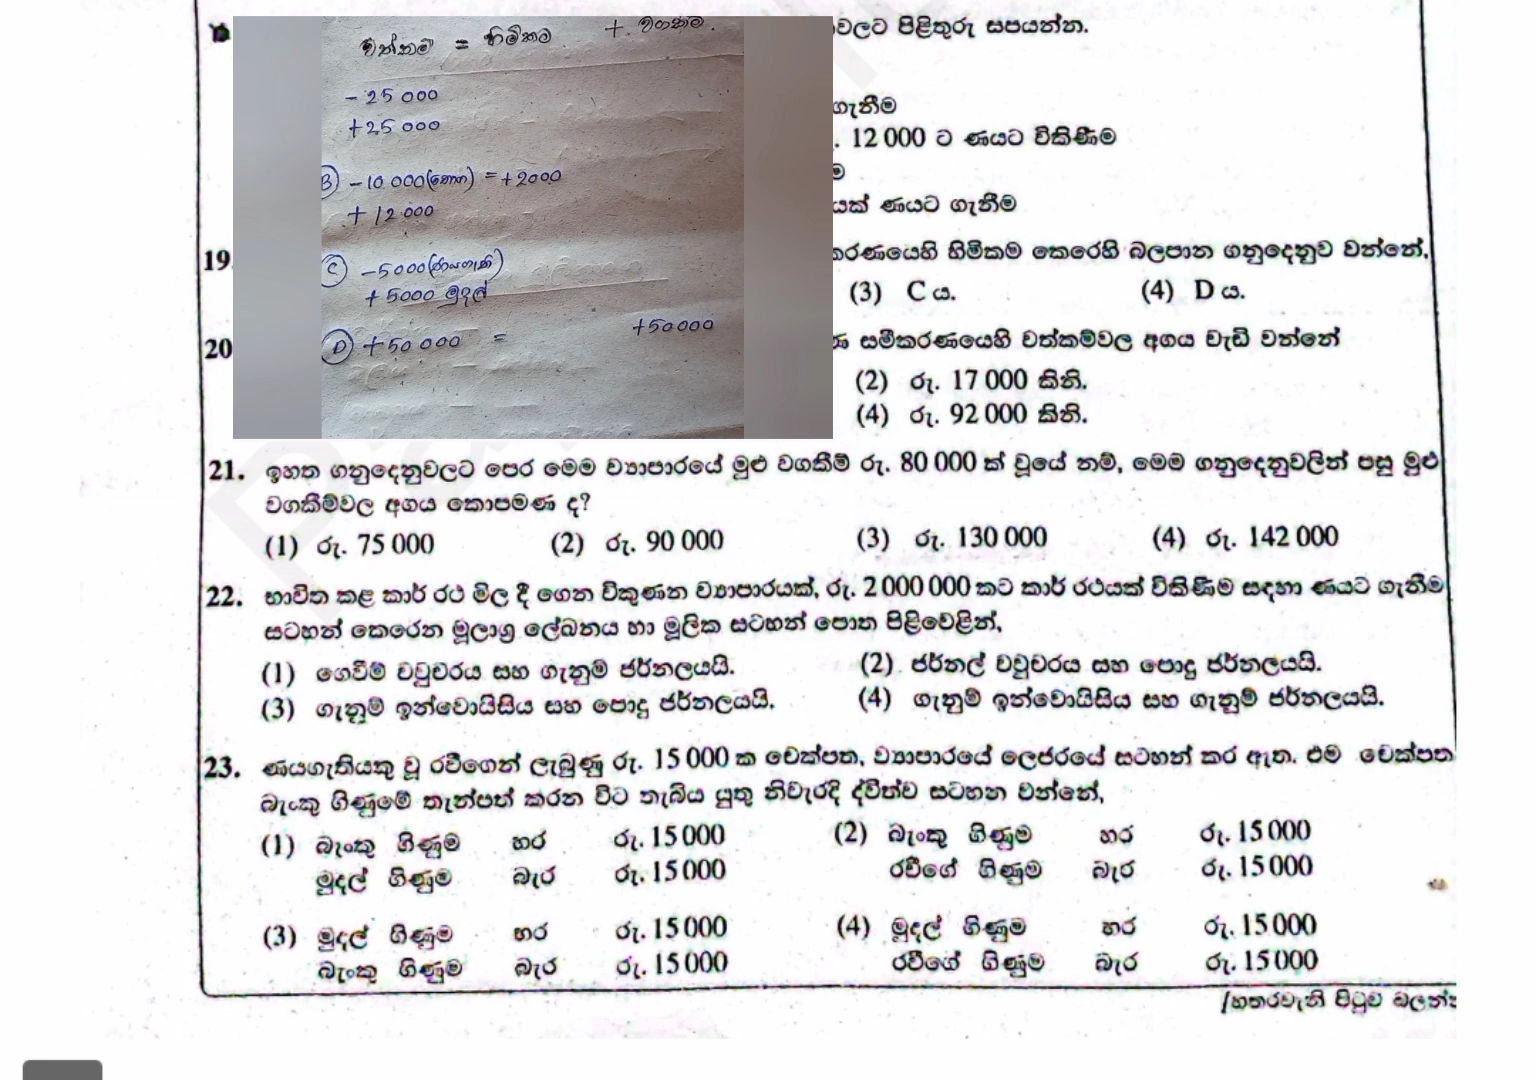 වලට පිළිතුරු සපයන්න.
වත්කම් = හිමිකම + වගකම්.
- 25 000
+25 000
B) - 10 000(තොග) = +2000
+ 12 000
C) - 5000(ණයගැති)
+ 5000 මුදල්
D) + 50 000 = +50000
ගැනීම
. 12 000 ට ණයට විකිණීම
ම
යක් ණයට ගැනීම
19
කරණයෙහි හිමිකම කෙරෙහි බලපාන ගනුදෙනුව වන්නේ,
(3) C ය. (4) D ය.
20
ණ සමීකරණයෙහි වත්කම්වල අගය වැඩි වන්නේ
(2) රු. 17 000 කිනි.
(4) රු. 92 000 කිනි.
21. ඉහත ගනුදෙනුවලට පෙර මෙම ව්‍යාපාරයේ මුළු වගකීම් රු. 80 000 ක් වූයේ නම්, මෙම ගනුදෙනුවලින් පසු මුළු
වගකීම්වල අගය කොපමණ ද?
(1) රු. 75 000 (2) රු. 90 000 (3) රු. 130 000 (4) රු. 142 000
22. භාවිත කළ කාර් රථ මිල දී ගෙන විකුණන ව්‍යාපාරයක්, රු. 2 000 000 කට කාර් රථයක් විකිණීම සඳහා ණයට ගැනීම
සටහන් කෙරෙන මූලාශ්‍ර ලේඛනය හා මූලික සටහන් පොත පිළිවෙළින්,
(1) ගෙවීම් වවුචරය සහ ගැනුම් ජර්නලයයි. (2) ජර්නල් වවුචරය සහ පොදු ජර්නලයයි.
(3) ගැනුම් ඉන්වොයිසිය සහ පොදු ජර්නලයයි. (4) ගැනුම් ඉන්වොයිසිය සහ ගැනුම් ජර්නලයයි.
23. ණයගැතියකු වූ රවීගෙන් ලැබුණු රු. 15 000 ක චෙක්පත, ව්‍යාපාරයේ ලෙජරයේ සටහන් කර ඇත. එම චෙක්පත
බැංකු ගිණුමේ තැන්පත් කරන විට තැබිය යුතු නිවැරදි ද්විත්ව සටහන වන්නේ,
(1) බැංකු ගිණුම හර රු. 15 000 (2) බැංකු ගිණුම හර රු. 15 000
මුදල් ගිණුම බැර රු. 15 000 රවීගේ ගිණුම බැර රු. 15 000
(3) මුදල් ගිණුම හර රු. 15 000 (4) මුදල් ගිණුම හර රු. 15 000
බැංකු ගිණුම බැර රු. 15 000 රවීගේ ගිණුම බැර රු. 15 000
/හතරවැනි පිටුව බලන්